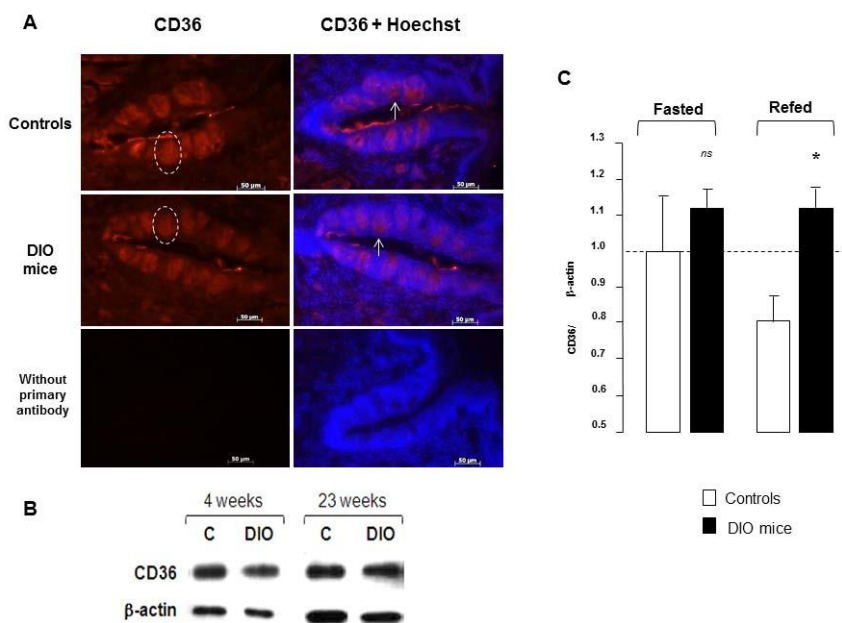 A
CD36
CD36 + Hoechst
Controls
50 µm
50 µm
DIO
mice
50 µm
50 µm
Without
primary
antibody
50 µm
50 µm
B
4 weeks
23 weeks
C
DIO
C
DIO
CD36
β-actin
C
Fasted
Refed
1.3
1.2
1.1
1.0
0.9
0.8
0.7
0.6
0.5
CD36/
β-actin
ns
*
Controls
DIO mice